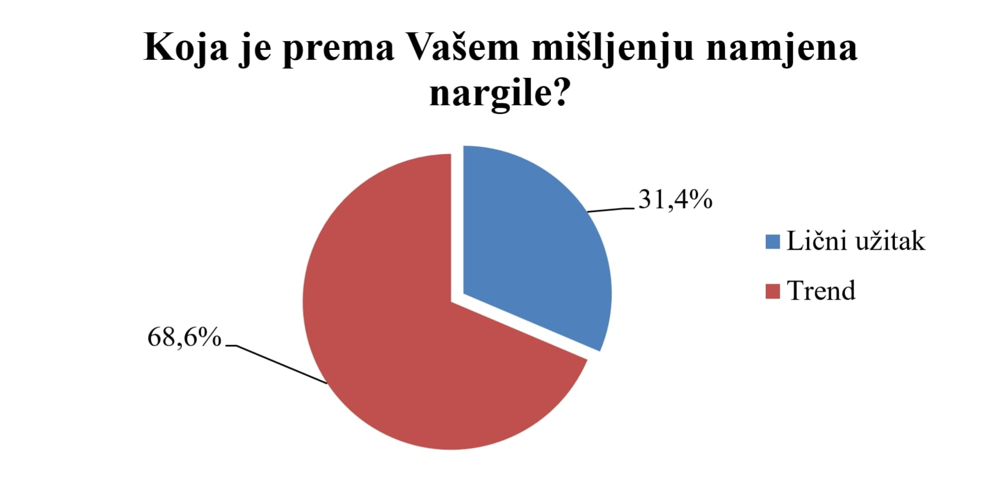 Koja je prema Vašem mišljenju namjena
nargile?
31,4%
Lični užitak
Trend
68,6%